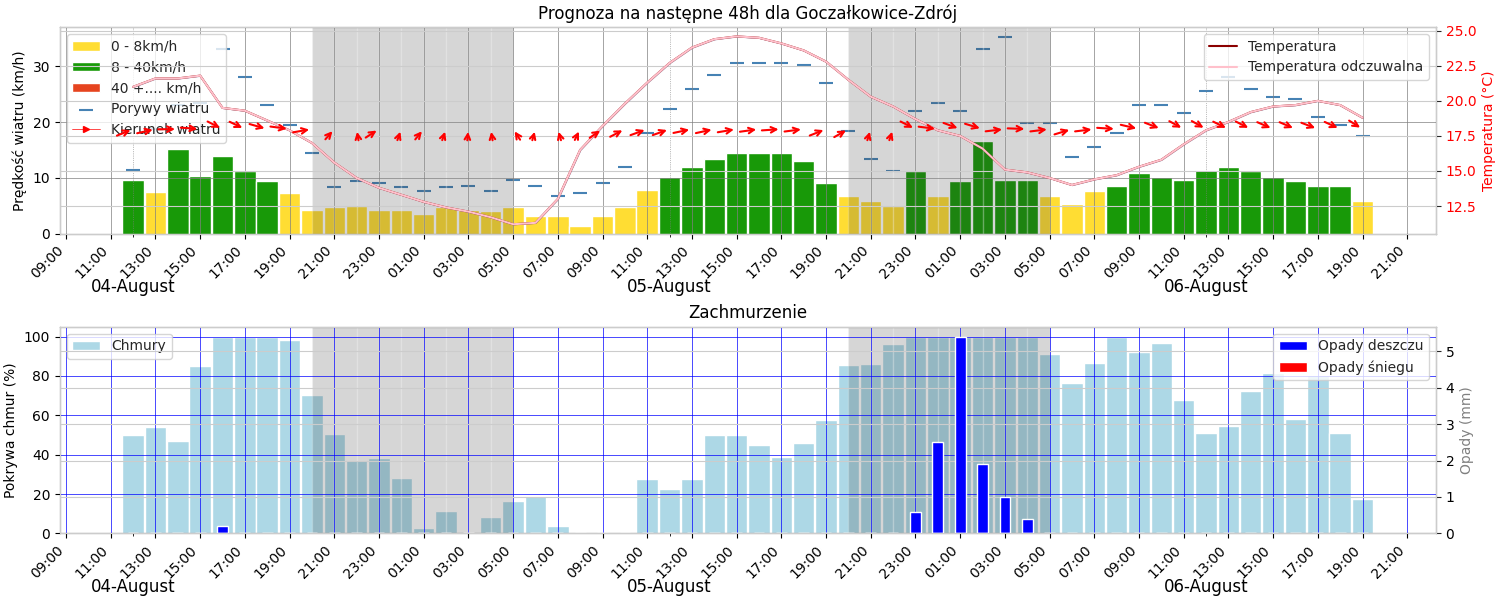 Prognoza na następne 48h dla Goczałkowice-Zdrój
Prędkość wiatru (km/h)
30
20
10
0
0 - 8km/h
8 - 40km/h
40 +.... km/h
Porywy wiatru
Kierunek wiatru
Temperatura
Temperatura odczuwalna
25.0
22.5
20.0
17.5
15.0
12.5
Temperatura (°C)
09:00 11:00 13:00 15:00 17:00 19:00 21:00 23:00 01:00 03:00 05:00 07:00 09:00 11:00 13:00 15:00 17:00 19:00 21:00 23:00 01:00 03:00 05:00 07:00 09:00 11:00 13:00 15:00 17:00 19:00 21:00
04-August 05-August 06-August
Zachmurzenie
Pokrywa chmur (%)
100
80
60
40
20
0
Chmury
Opady deszczu
Opady śniegu
5
4
3
2
1
0
Opady (mm)
09:00 11:00 13:00 15:00 17:00 19:00 21:00 23:00 01:00 03:00 05:00 07:00 09:00 11:00 13:00 15:00 17:00 19:00 21:00 23:00 01:00 03:00 05:00 07:00 09:00 11:00 13:00 15:00 17:00 19:00 21:00
04-August 05-August 06-August